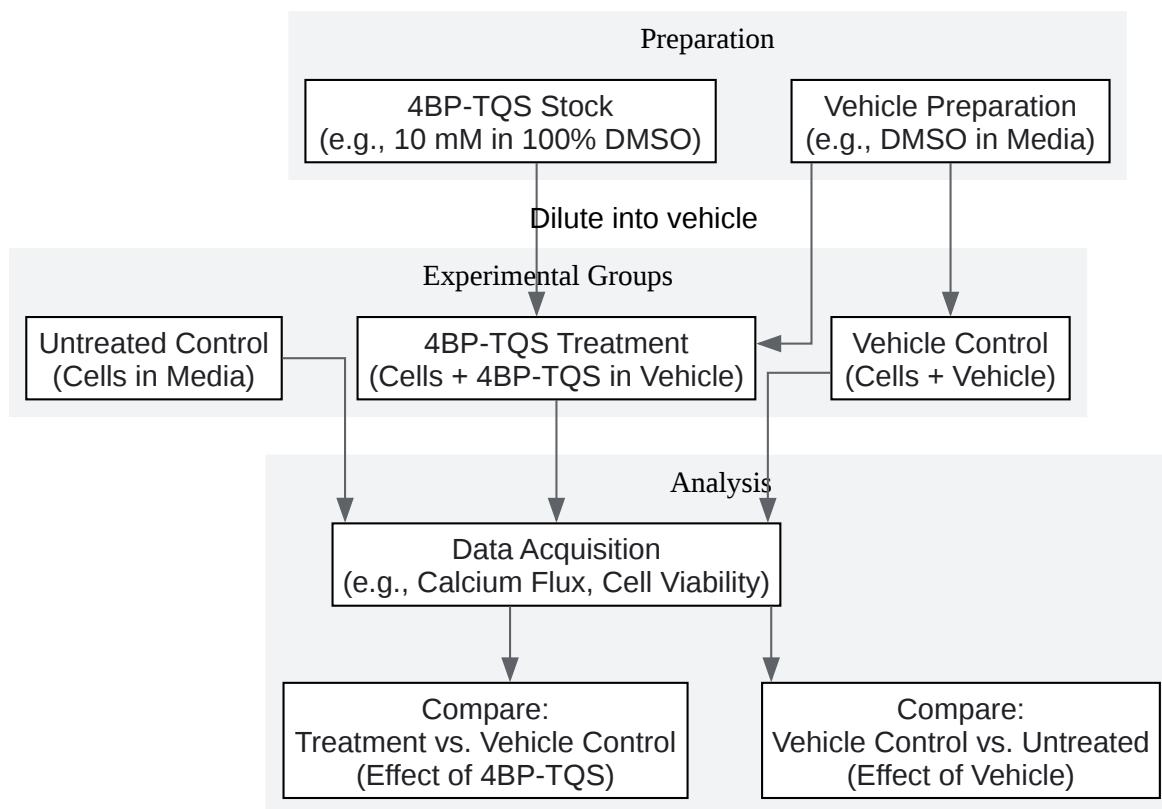 Preparation
4BP-TQS Stock
(e.g., 10 mM in 100% DMSO)
Vehicle Preparation
(e.g., DMSO in Media)
Dilute into vehicle
Experimental Groups
Untreated Control
(Cells in Media)
4BP-TQS Treatment
(Cells + 4BP-TQS in Vehicle)
Vehicle Control
(Cells + Vehicle)
Analysis
Data Acquisition
(e.g., Calcium Flux, Cell Viability)
Compare:
Treatment vs. Vehicle Control
(Effect of 4BP-TQS)
Compare:
Vehicle Control vs. Untreated
(Effect of Vehicle)